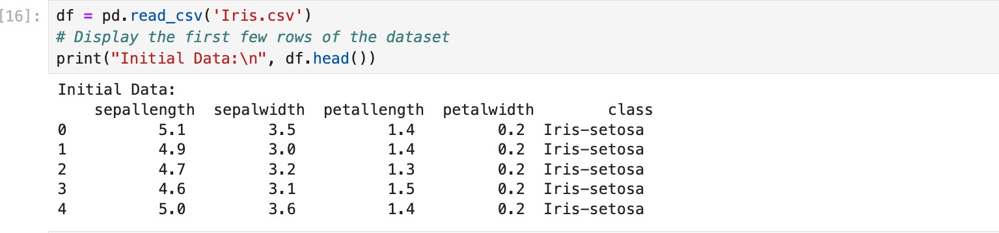 [16]: df = pd.read_csv('Iris.csv')
# Display the first few rows of the dataset
print("Initial Data:\n", df.head())
Initial Data:
sepallength sepalwidth petallength petalwidth class
0 5.1 3.5 1.4 0.2 Iris-setosa
1 4.9 3.0 1.4 0.2 Iris-setosa
2 4.7 3.2 1.3 0.2 Iris-setosa
3 4.6 3.1 1.5 0.2 Iris-setosa
4 5.0 3.6 1.4 0.2 Iris-setosa